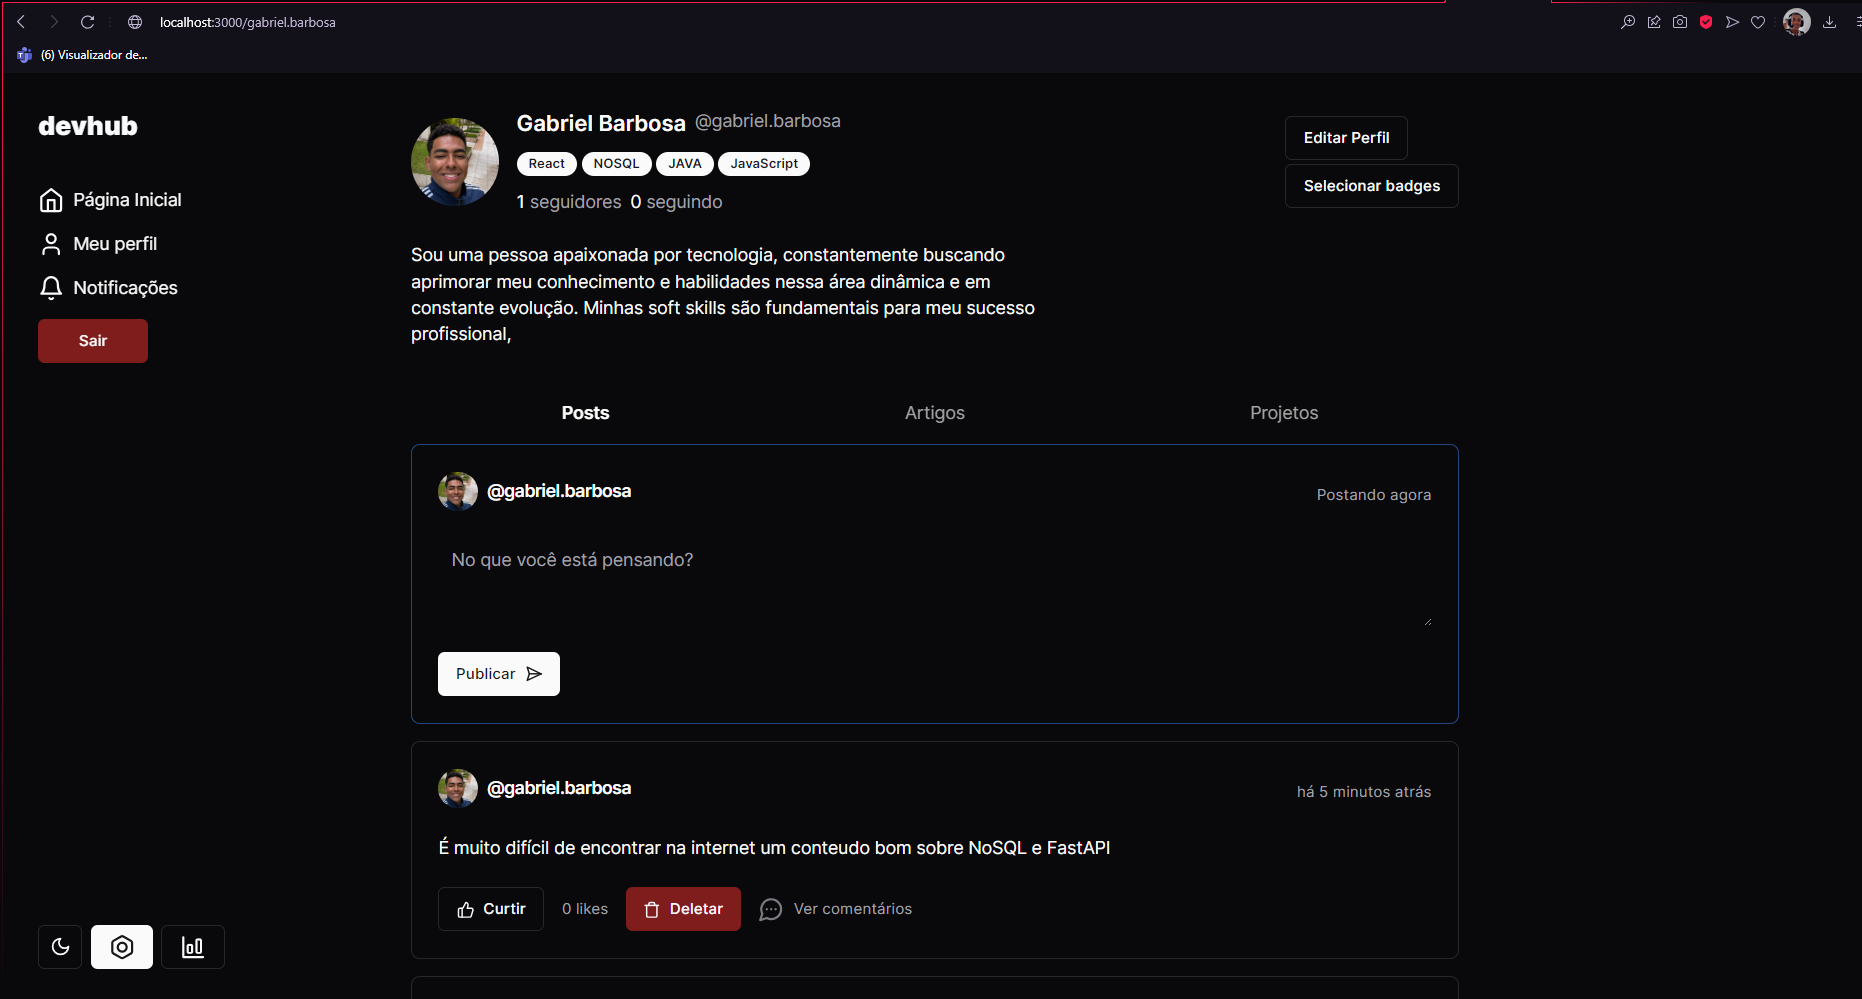 localhost:3000/gabriel.barbosa
(6) Visualizador de...
devhub
Página Inicial
Meu perfil
Notificações
Sair
Gabriel Barbosa @gabriel.barbosa
React NOSQL JAVA JavaScript
1 seguidores 0 seguindo
Editar Perfil
Selecionar badges
Sou uma pessoa apaixonada por tecnologia, constantemente buscando
aprimorar meu conhecimento e habilidades nessa área dinâmica e em
constante evolução. Minhas soft skills são fundamentais para meu sucesso
profissional,
Posts Artigos Projetos
@gabriel.barbosa Postando agora
No que você está pensando?
Publicar
@gabriel.barbosa há 5 minutos atrás
É muito difícil de encontrar na internet um conteudo bom sobre NoSQL e FastAPI
Curtir 0 likes Deletar Ver comentários